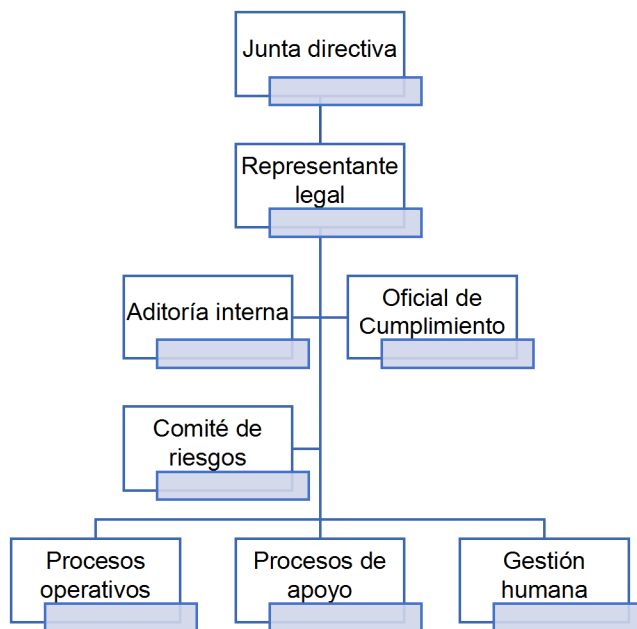 Junta directiva
Representante
legal
Aditoría interna
Oficial de
Cumplimiento
Comité de
riesgos
Procesos
operativos
Procesos de
apoyo
Gestión
humana